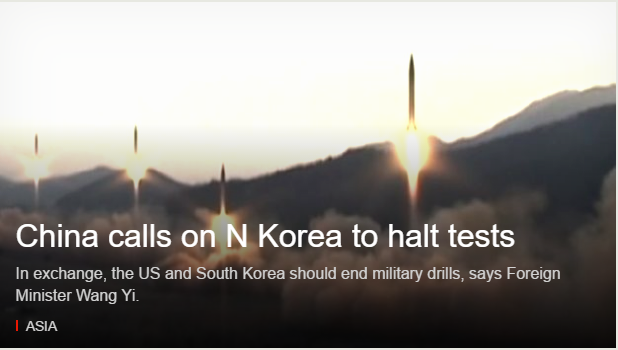 China calls on N Korea to halt tests
In exchange, the US and South Korea should end military drills, says Foreign
Minister Wang Yi.
ASIA